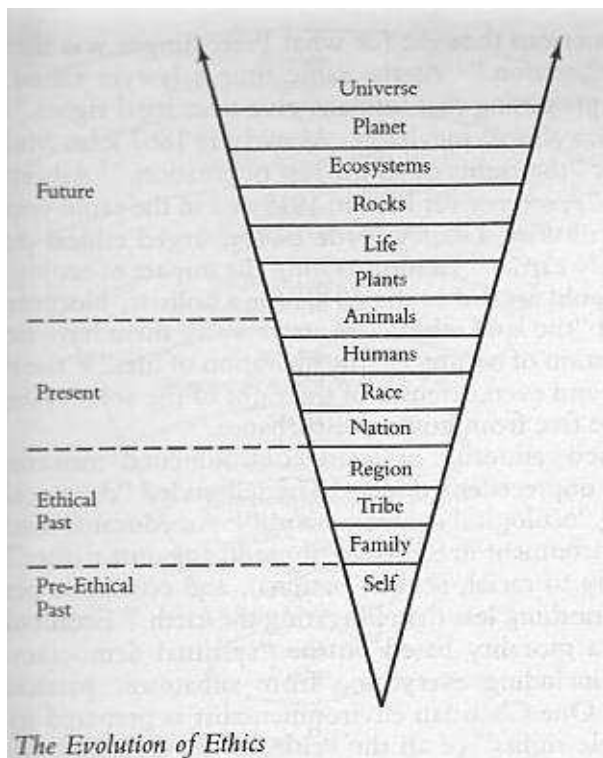 Universe
Planet
Ecosystems
Future
Rocks
Life
Plants
Animals
Humans
Present
Race
Nation
Region
Ethical
Past
Tribe
Family
Pre-Ethical
Past
Self
The Evolution of Ethics